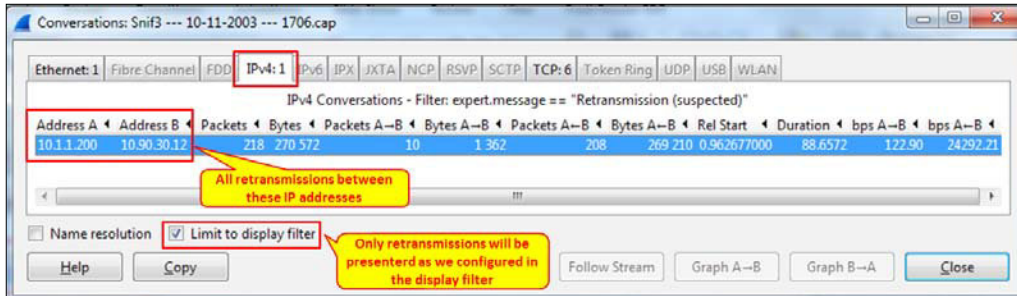 Conversations: Snif3 --- 10-11-2003 --- 1706.cap
Ethernet: 1 Fibre Channel FDD IPv4: 1 IPv6 IPX JXTA NCP RSVP SCTP TCP: 6 Token Ring UDP USB WLAN
IPv4 Conversations - Filter: expert.message == "Retransmission (suspected)"
Address A Address B Packets Bytes Packets A→B Bytes A→B Packets A←B Bytes A←B Rel Start Duration bps A→B bps A←B
10.1.1.200 10.90.30.12 218 270 572 10 1 362 208 269 210 0.962677000 88.6572 122.90 24292.21
All retransmissions between
these IP addresses
Name resolution Limit to display filter
Only retransmissions will be
presenterd as we configured in
the display filter
Help Copy Follow Stream Graph A→B Graph B→A Close